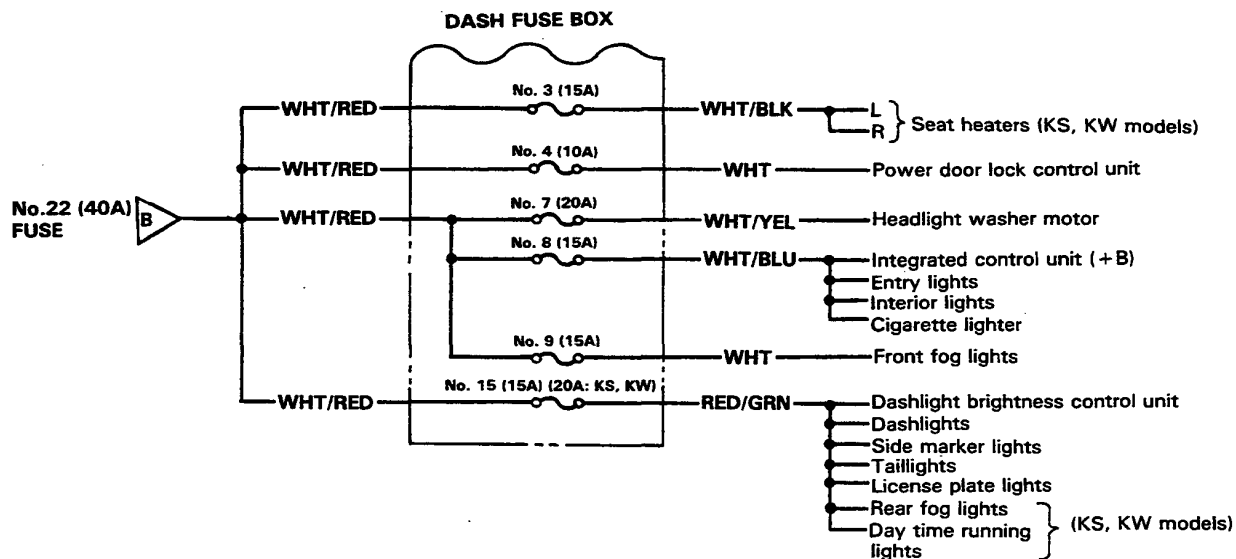 DASH FUSE BOX
No. 3 (15A)
WHT/RED
WHT/BLK
L
R
Seat heaters (KS, KW models)
No. 4 (10A)
WHT/RED
WHT
Power door lock control unit
No.22 (40A)
FUSE
B
No. 7 (20A)
WHT/RED
WHT/YEL
Headlight washer motor
No. 8 (15A)
WHT/BLU
Integrated control unit (+B)
Entry lights
Interior lights
Cigarette lighter
No. 9 (15A)
WHT
Front fog lights
No. 15 (15A) (20A: KS, KW)
WHT/RED
RED/GRN
Dashlight brightness control unit
Dashlights
Side marker lights
Taillights
License plate lights
Rear fog lights
Day time running
lights
(KS, KW models)